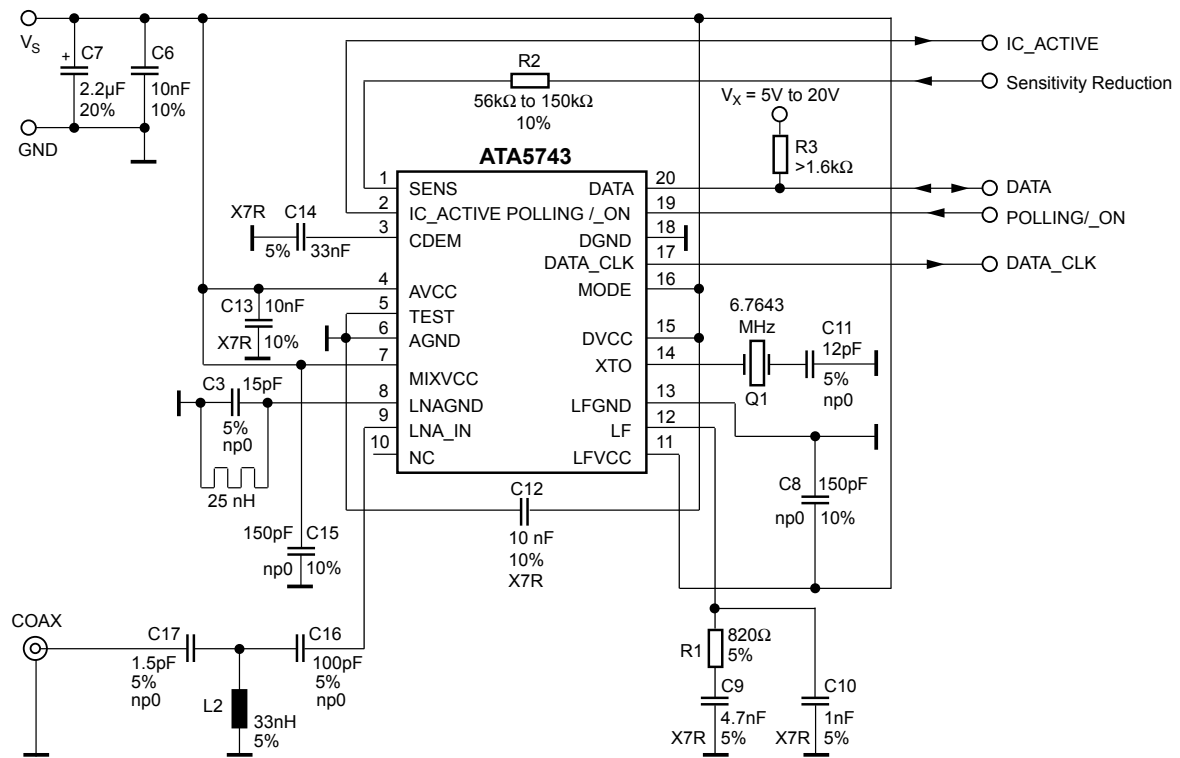 VS
C7
+
2.2µF
20%
C6
10nF
10%
GND
IC_ACTIVE
R2
56kΩ to 150kΩ
10%
Sensitivity Reduction
VX = 5V to 20V
R3
>1.6kΩ
ATA5743
1
SENS
DATA
20
DATA
2
IC_ACTIVE
POLLING /_ON
19
POLLING/_ON
X7R
C14
5%
33nF
3
CDEM
DGND
18
DATA_CLK
17
DATA_CLK
4
AVCC
MODE
16
C13
10nF
X7R
10%
5
TEST
6
AGND
DVCC
15
7
MIXVCC
XTO
14
6.7643
MHz
Q1
C11
12pF
5%
np0
C3
15pF
5%
np0
25 nH
8
LNAGND
LFGND
13
9
LNA_IN
LF
12
10
NC
LFVCC
11
C12
10 nF
10%
X7R
C8
150pF
np0
10%
150pF
C15
np0
10%
COAX
C17
1.5pF
5%
np0
C16
100pF
5%
np0
L2
33nH
5%
R1
820Ω
5%
C9
4.7nF
X7R
5%
C10
1nF
X7R
5%